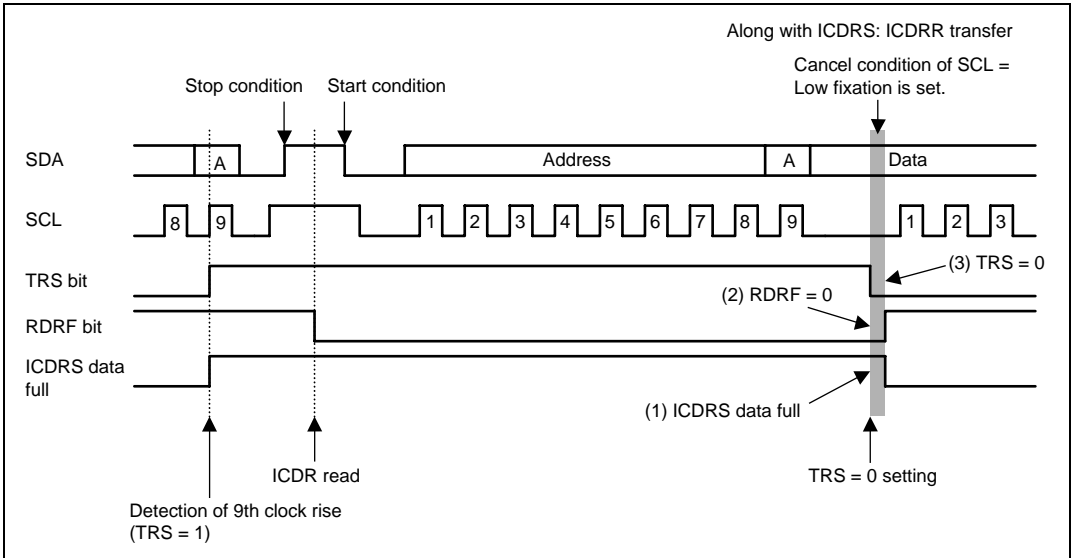 Along with ICDRS: ICDRR transfer
Cancel condition of SCL =
Low fixation is set.
Stop condition
Start condition
SDA
A
Address
A
Data
SCL
8
9
1
2
3
4
5
6
7
8
9
1
2
3
TRS bit
(3) TRS = 0
(2) RDRF = 0
RDRF bit
ICDRS data
full
(1) ICDRS data full
ICDR read
TRS = 0 setting
Detection of 9th clock rise
(TRS = 1)